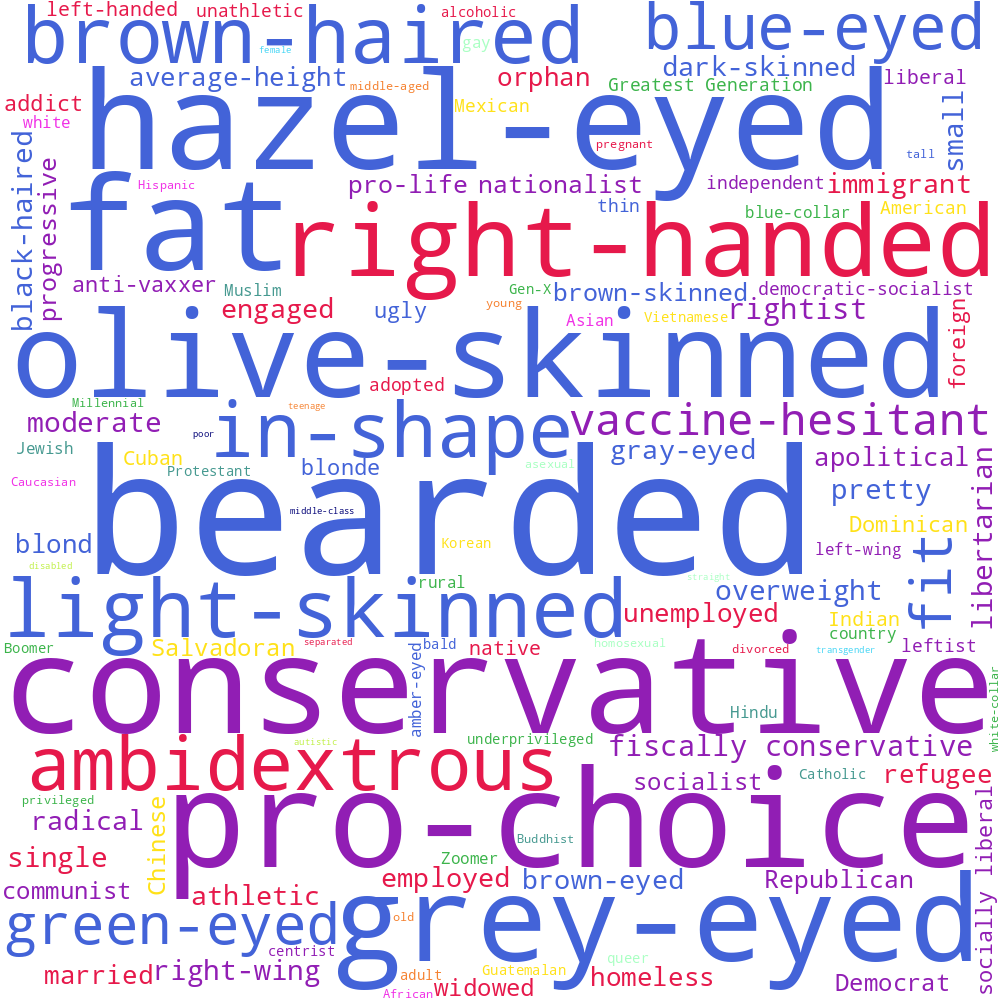 left-handed
unathletic
alcoholic
brown-haired
blue-eyed
female
gay
average-height
middle-aged
orphan
dark-skinned
liberal
Greatest Generation
addict
white
hazel-eyed
Mexican
small
pregnant
tall
black-haired
progressive
Hispanic
fat
pro-life
nationalist
independent
immigrant
thin
right-handed
blue-collar
American
anti-vaxxer
Muslim
Gen-X
brown-skinned
democratic-socialist
engaged
ugly
young
Asian
Vietnamese
rightist
foreign
olive-skinned
adopted
Millennial
teenage
moderate
poor
in-shape
vaccine-hesitant
Jewish
Cuban
Protestant
blonde
asexual
gray-eyed
apolitical
libertarian
Caucasian
bearded
middle-class
pretty
Dominican
blond
Korean
left-wing
fit
disabled
light-skinned
rural
straight
overweight
unemployed
Indian
country
Boomer
Salvadoran
separated
amber-eyed
bald
native
homosexual
divorced
transgender
leftist
conservative
white-collar
Hindu
ambidextrous
autistic
underprivileged
fiscally conservative
socialist
Catholic
refugee
privileged
radical
Chinese
pro-choice
Buddhist
socially liberal
single
Zoomer
communist
athletic
employed
brown-eyed
Republican
green-eyed
old
grey-eyed
centrist
married
right-wing
adult
Guatemalan
queer
homeless
African
widowed
Democrat